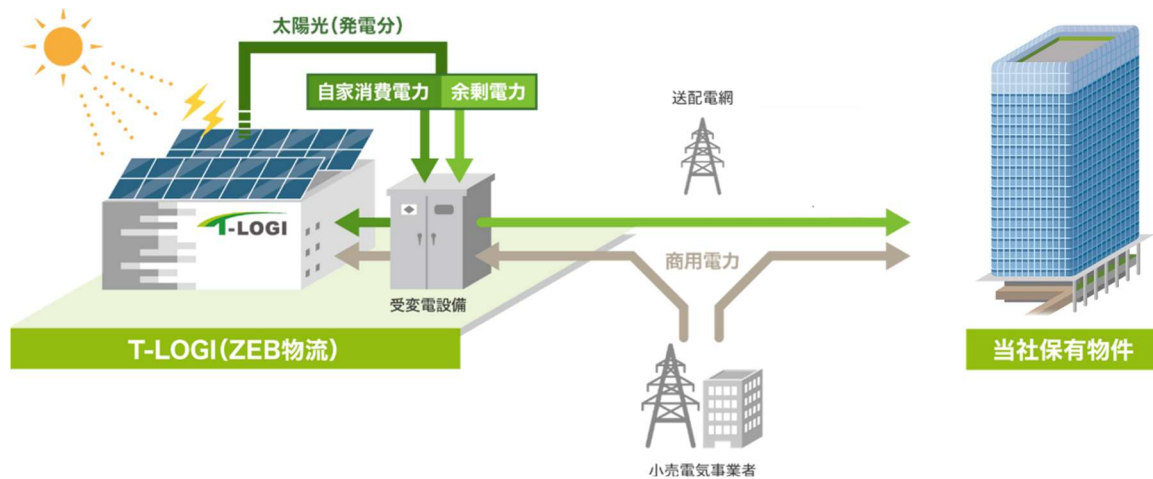 太陽光（発電分）
自家消費電力 余剰電力
送配電網
T-LOGI
商用電力
受変電設備
T-LOGI（ZEB物流）
当社保有物件
小売電気事業者